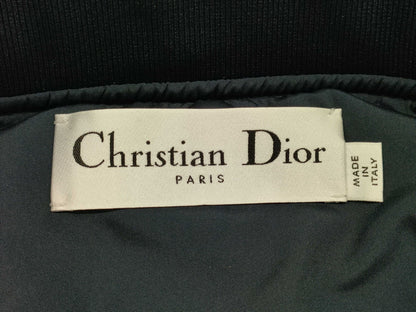 Christian Dior
PARIS
MADE
IN
ITALY